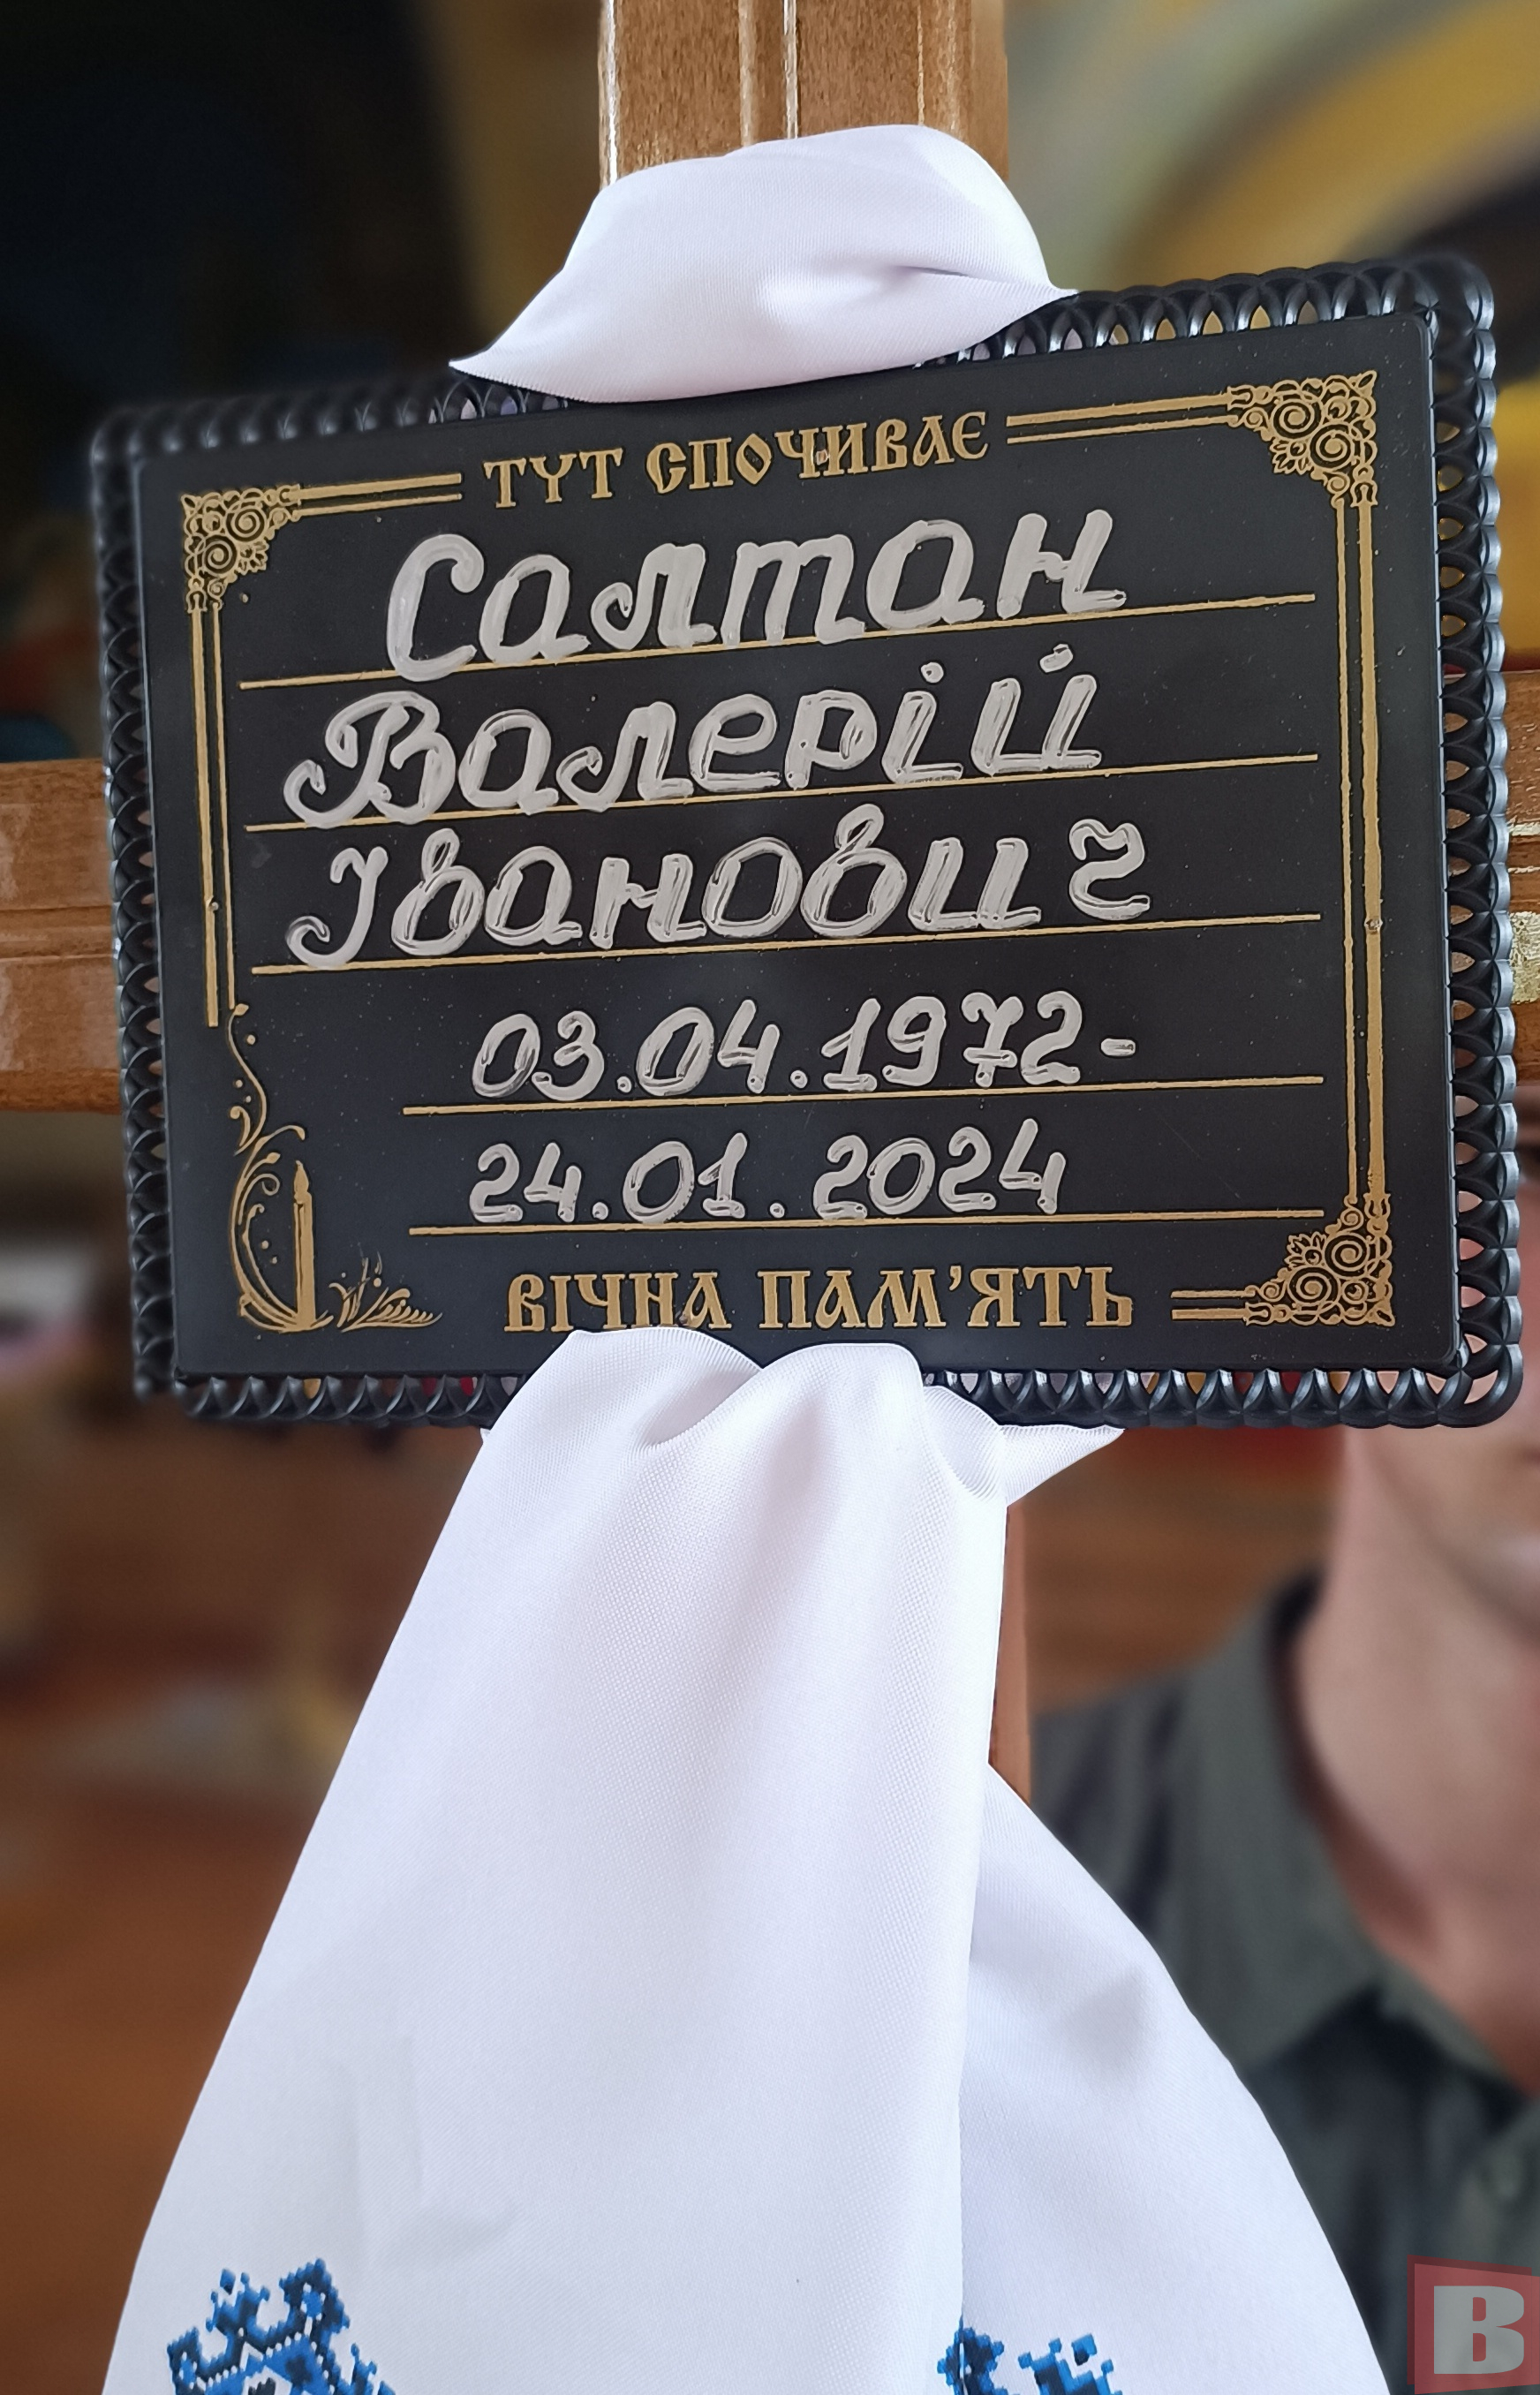 ТУТ СПОЧИВАЄ
Салтан
Валерій
Іванович
03.04.1972-
24.01.2024
ВІЧНА ПАМ'ЯТЬ
В